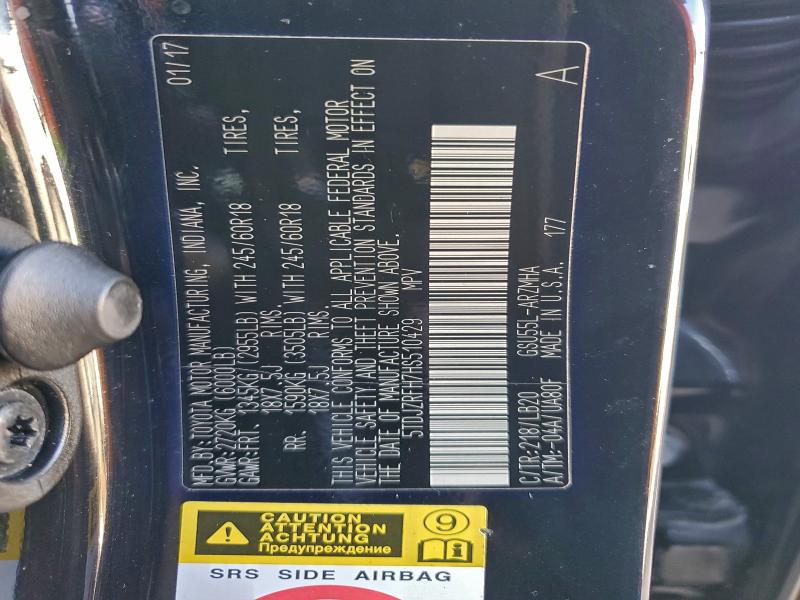 MFD. BY: TOYOTA MOTOR MANUFACTURING, INDIANA, INC. 01/17
GVWR: 2720KG (6000LB)
GAWR: FRT. 1345KG (2955LB) WITH 245/60R18 TIRES,
18X7.5J RIMS,
RR. 1590KG (3505LB) WITH 245/60R18 TIRES,
18X7.5J RIMS.
THIS VEHICLE CONFORMS TO ALL APPLICABLE FEDERAL MOTOR
VEHICLE SAFETY AND THEFT PREVENTION STANDARDS IN EFFECT ON
THE DATE OF MANUFACTURE SHOWN ABOVE.
5TDJZRFH7HS510429 MPV
C/TR: 218/LB20 GSU55L-ARZMHA
A/TM: -04A/UA80F MADE IN U.S.A. 177 A
CAUTION
ATTENTION
ACHTUNG
Предупреждение
9
i
SRS SIDE AIRBAG